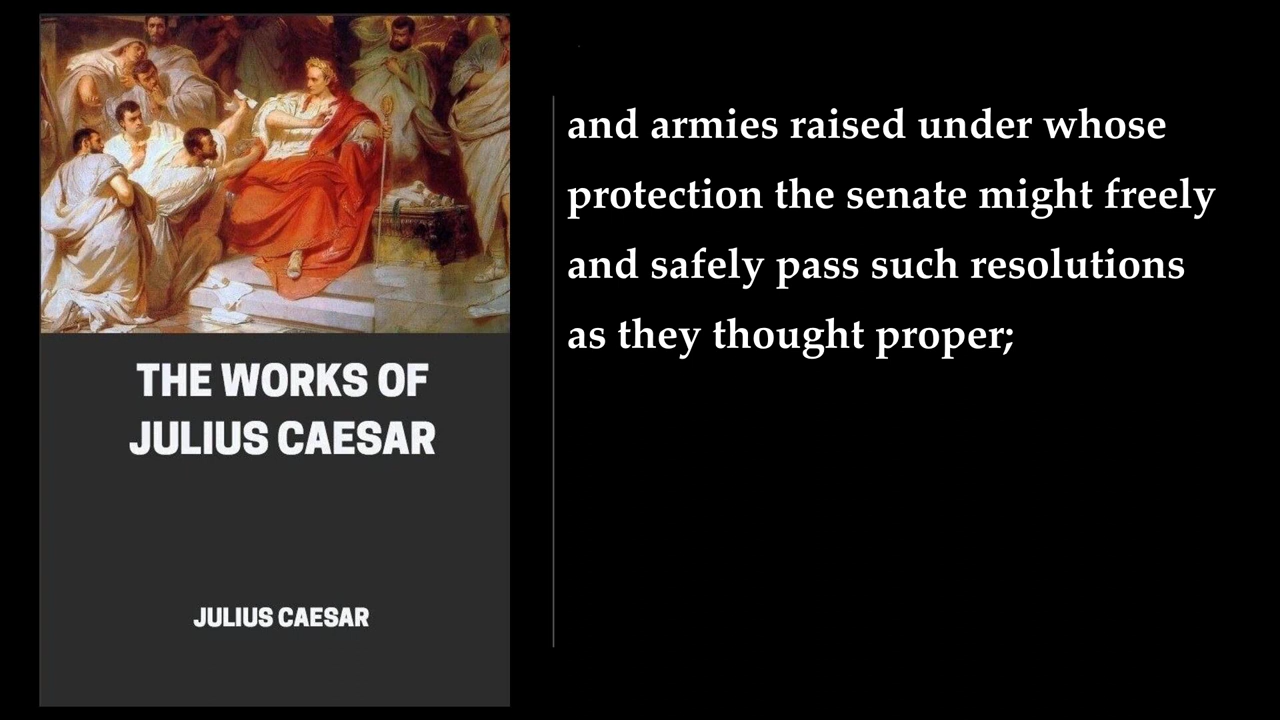 THE WORKS OF
JULIUS CAESAR
JULIUS CAESAR
and armies raised under whose
protection the senate might freely
and safely pass such resolutions
as they thought proper;